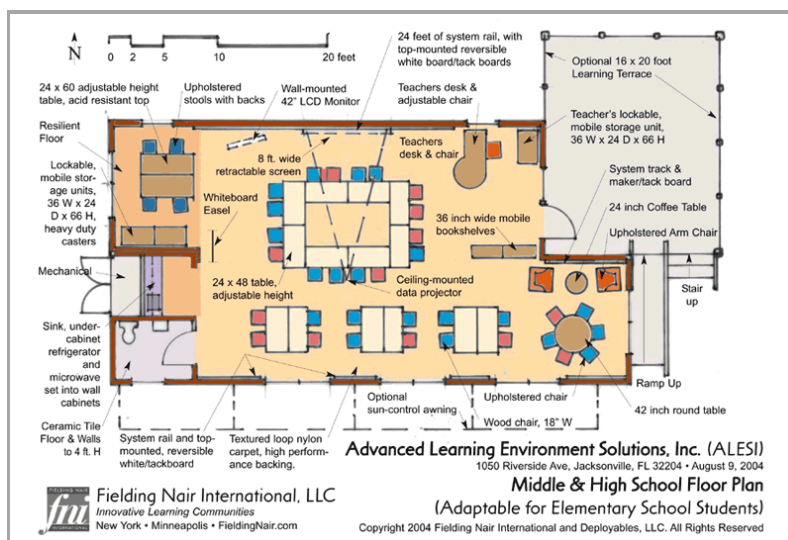 N
0 2 5 10 20 feet
24 feet of system rail, with
top-mounted reversible
white board/tack boards
Optional 16 x 20 foot
Learning Terrace
24 x 60 adjustable height
table, acid resistant top
Upholstered
stools with backs
Wall-mounted
42" LCD Monitor
Teachers desk &
adjustable chair
Teacher's lockable,
mobile storage unit,
36 W x 24 D x 66 H
Resilient
Floor
8 ft. wide
retractable screen
Teachers
desk & chair
Lockable,
mobile stor-
age units,
36 W x 24
D x 66 H,
heavy duty
casters
System track &
maker/tack board
24 inch Coffee Table
Upholstered Arm Chair
Whiteboard
Easel
36 inch wide mobile
bookshelves
Mechanical
24 x 48 table,
adjustable height
Ceiling-mounted
data projector
Stair
up
Sink, under-
cabinet
refrigerator
and
microwave
set into wall
cabinets
Ramp Up
Ceramic Tile
Floor & Walls
to 4 ft. H
System rail and top-
mounted, reversible
white/tackboard
Textured loop nylon
carpet, high perform-
ance backing.
Optional
sun-control awning
Upholstered chair
Wood chair, 18" W
42 inch round table
Advanced Learning Environment Solutions, Inc. (ALESI)
1050 Riverside Ave, Jacksonville, FL 32204 • August 9, 2004
Middle & High School Floor Plan
(Adaptable for Elementary School Students)
Copyright 2004 Fielding Nair International and Deployables, LLC. All Rights Reserved
FIELDING NAIR
fni
INTERNATIONAL
Fielding Nair International, LLC
Innovative Learning Communities
New York • Minneapolis • FieldingNair.com